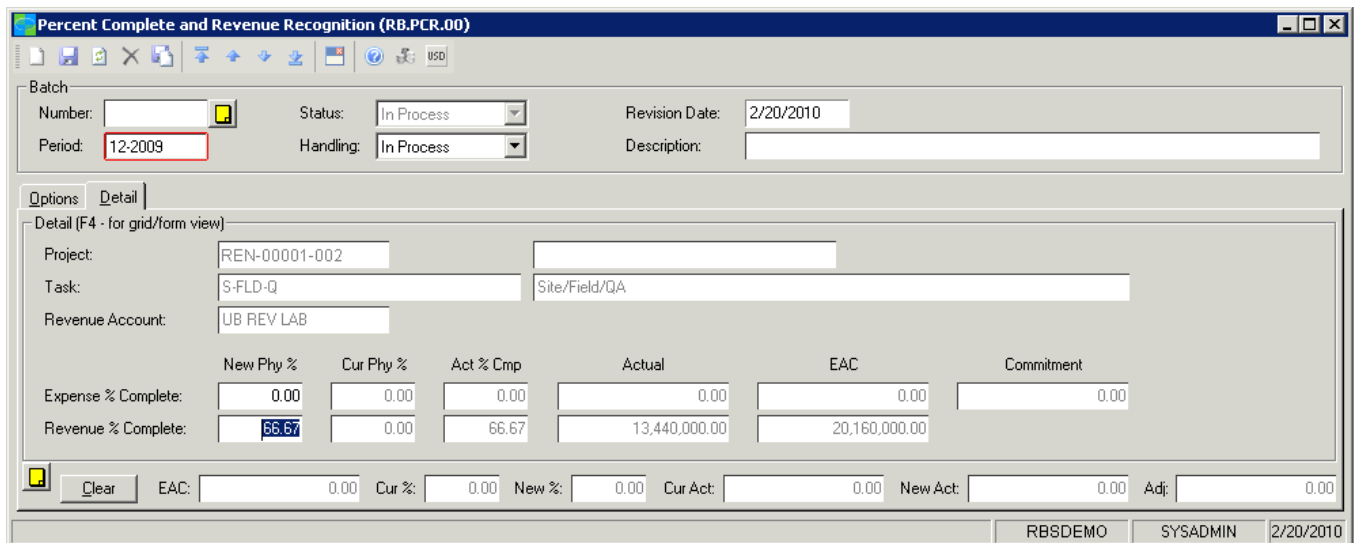 Percent Complete and Revenue Recognition (RB.PCR.00)
USD
Batch
Number: Status: In Process Revision Date: 2/20/2010
Period: 12-2009 Handling: In Process Description:
Options Detail
Detail (F4 - for grid/form view)
Project: REN-00001-002
Task: S-FLD-Q Site/Field/QA
Revenue Account: UB REV LAB
New Phy % Cur Phy % Act % Cmp Actual EAC Commitment
Expense % Complete: 0.00 0.00 0.00 0.00 0.00 0.00
Revenue % Complete: 66.67 0.00 66.67 13,440,000.00 20,160,000.00
Clear EAC: 0.00 Cur %: 0.00 New %: 0.00 Cur Act: 0.00 New Act: 0.00 Adj: 0.00
RBSDEMO SYSADMIN 2/20/2010